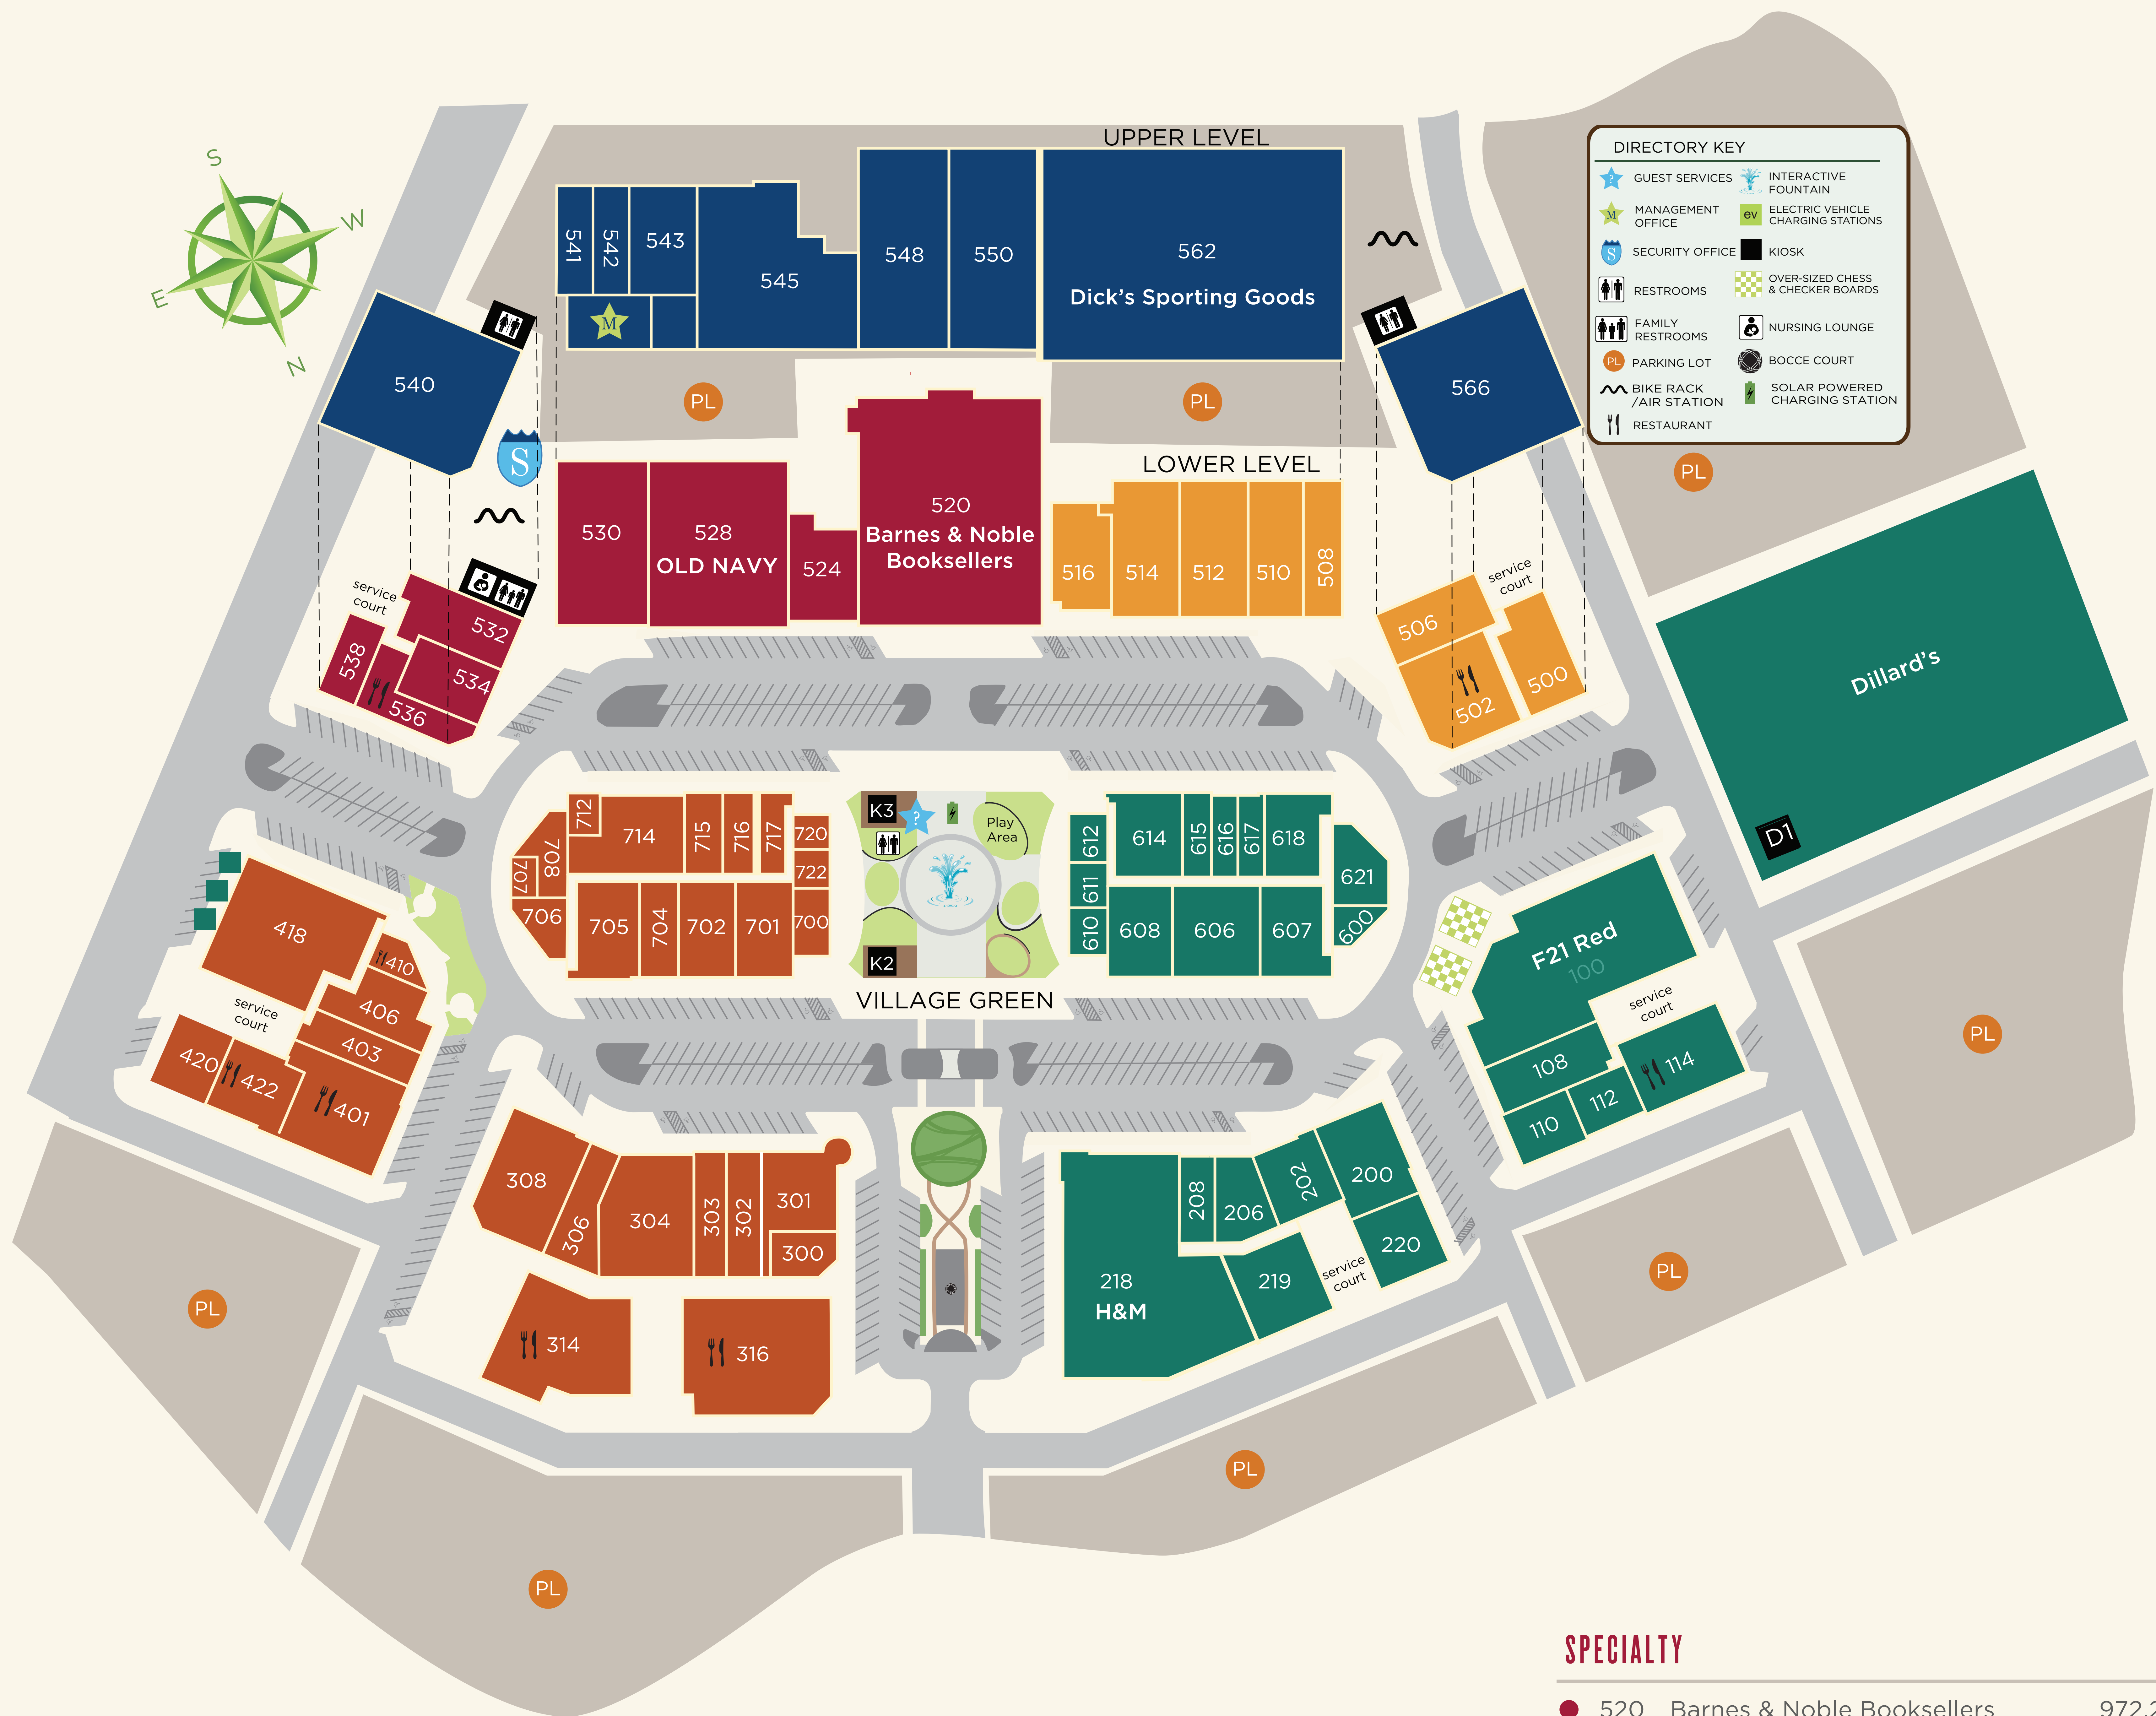 UPPER LEVEL
S
W
E
N
541
542
543
545
548
550
562
Dick's Sporting Goods
M
540
566
PL
PL
S
DIRECTORY KEY
? GUEST SERVICES
INTERACTIVE
FOUNTAIN
M MANAGEMENT
OFFICE
ev ELECTRIC VEHICLE
CHARGING STATIONS
S SECURITY OFFICE
KIOSK
RESTROOMS
OVER-SIZED CHESS
& CHECKER BOARDS
FAMILY
RESTROOMS
NURSING LOUNGE
PL PARKING LOT
BOCCE COURT
BIKE RACK
/AIR STATION
SOLAR POWERED
CHARGING STATION
RESTAURANT
PL
LOWER LEVEL
530
528
OLD NAVY
524
520
Barnes & Noble
Booksellers
516
514
512
510
508
service
court
532
534
536
538
506
502
500
service
court
Dillard's
D1
712
714
715
716
717
720
722
708
707
706
705
704
702
701
700
K3
?
Play
Area
K2
VILLAGE GREEN
612
611
610
614
615
616
617
618
621
600
608
606
607
418
410
406
403
401
service
court
420
422
F21 Red
100
service
court
108
114
112
110
PL
308
306
304
303
302
301
300
314
316
208
206
202
200
220
218
H&M
219
service
court
PL
PL
PL
PL
SPECIALTY
520 Barnes & Noble Booksellers 972.2